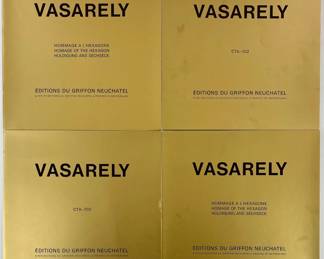 VASARELY
HOMMAGE A L'HEXAGONE
HOMAGE OF THE HEXAGON
HULDIGUNG AND SECHSECK
ÉDITIONS DU GRIFFON NEUCHATEL
VASARELY
CTA-102
ÉDITIONS DU GRIFFON NEUCHATEL
VASARELY
CTA-102
ÉDITIONS DU GRIFFON NEUCHATEL
VASARELY
HOMMAGE A L'HEXAGONE
HOMAGE OF THE HEXAGON
HULDIGUNG AND SECHSECK
ÉDITIONS DU GRIFFON NEUCHATEL